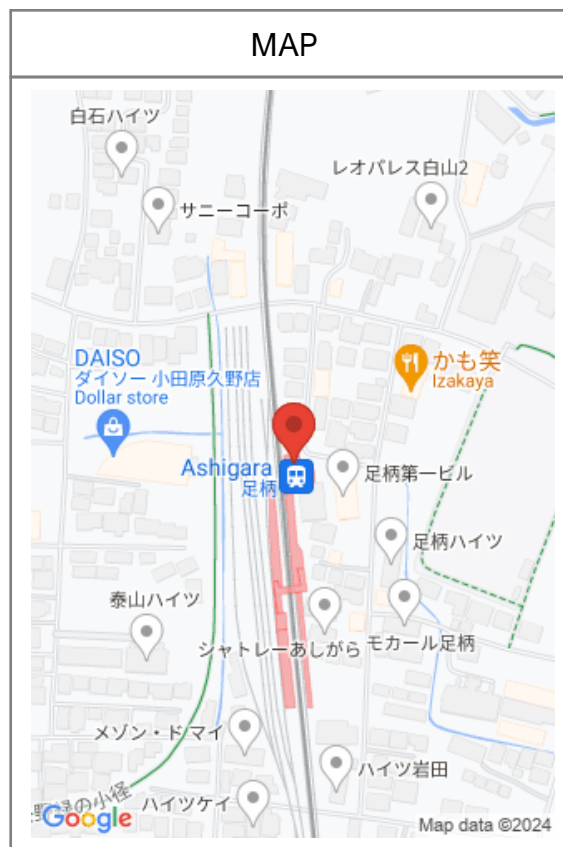 MAP
白石ハイツ
レオパレス白山2
サニーコーポ
DAISO
ダイソー 小田原久野店
Dollar store
かも笑
Izakaya
Ashigara
足柄
足柄第一ビル
足柄ハイツ
泰山ハイツ
シャトレーあしがら
モカール足柄
メゾン・ドマイ
ハイツ岩田
緑の小径
ハイツケイ
Google
Map data ©2024